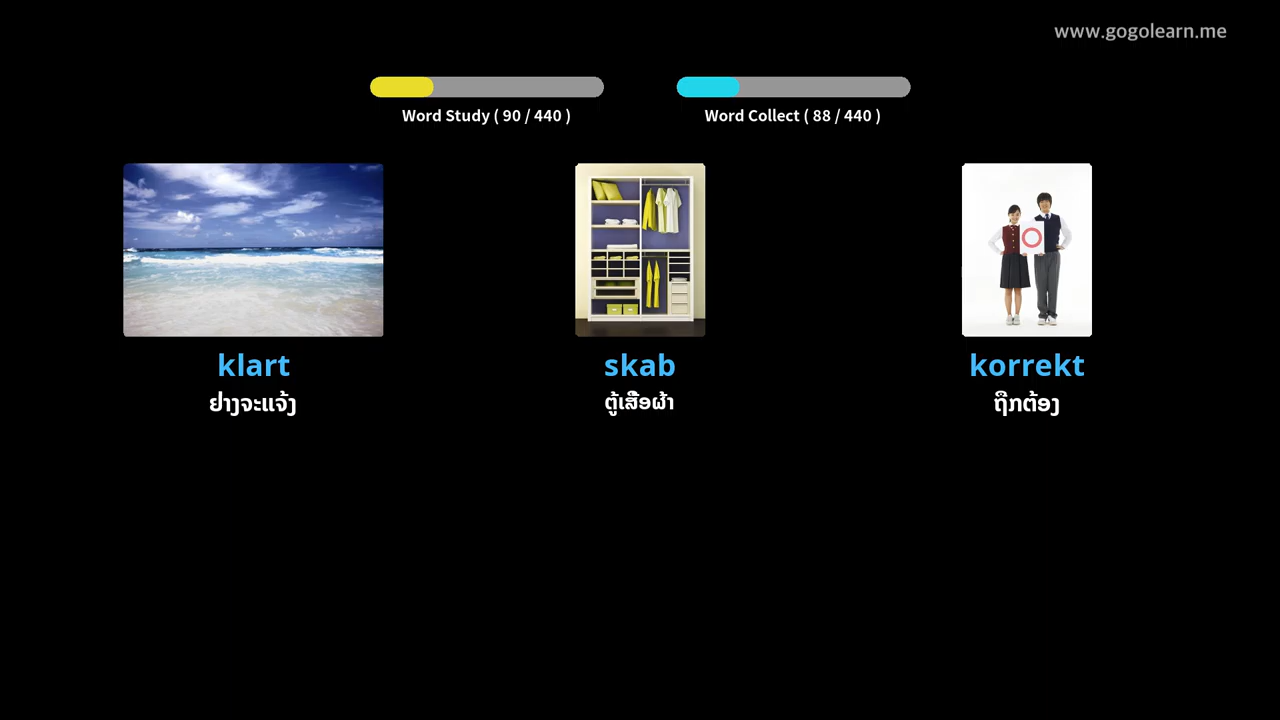 www.gogolearn.me
Word Study ( 90 / 440 )
Word Collect ( 88 / 440 )
klart
ຢ່າງຈະແຈ້ງ
skab
ຕູ້ເສື້ອຜ້າ
korrekt
ຖືກຕ້ອງ